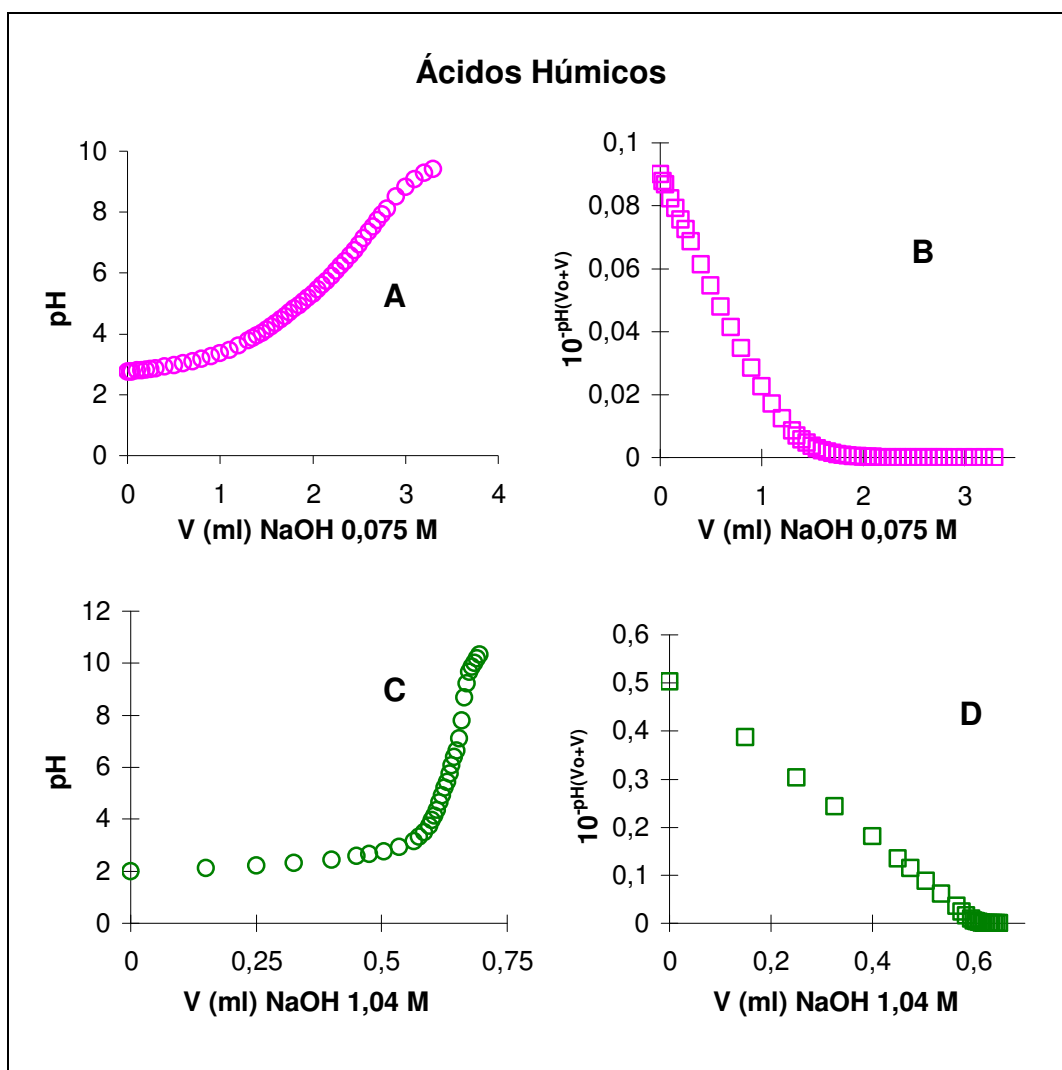 Ácidos Húmicos
10
8
6
4
2
0
pH
A
0 1 2 3 4
V (ml) NaOH 0,075 M
0,1
0,08
0,06
0,04
0,02
0
10^-pH(Vo+V)
B
0 1 2 3
V (ml) NaOH 0,075 M
12
10
8
6
4
2
0
pH
C
0 0,25 0,5 0,75
V (ml) NaOH 1,04 M
0,6
0,5
0,4
0,3
0,2
0,1
0
10^-pH(Vo+V)
D
0 0,2 0,4 0,6
V (ml) NaOH 1,04 M